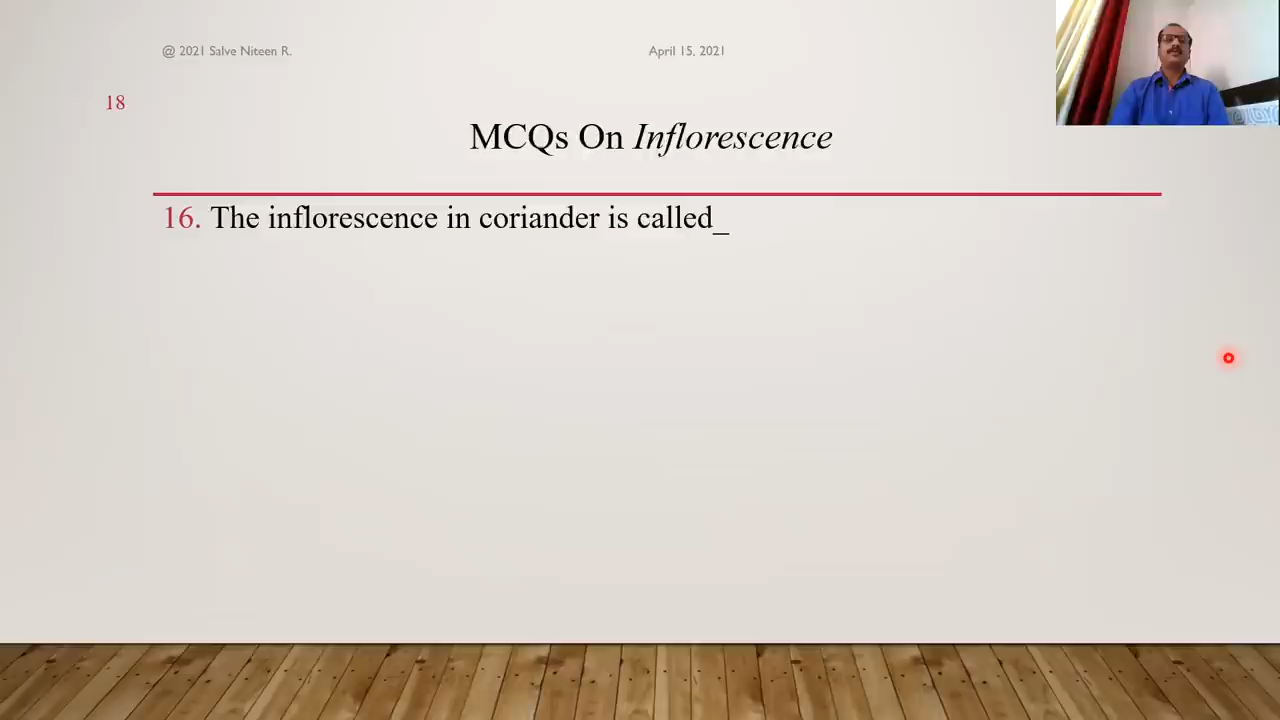 @ 2021 Salve Niteen R.
April 15, 2021
18
MCQs On Inflorescence
16. The inflorescence in coriander is called_